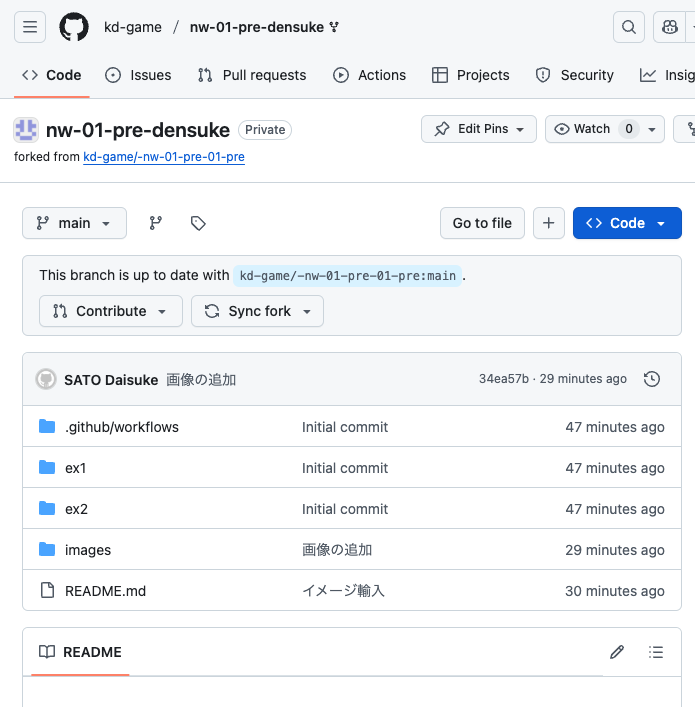 kd-game / nw-01-pre-densuke
Code Issues Pull requests Actions Projects Security Insig
nw-01-pre-densuke Private Edit Pins Watch 0
forked from kd-game/-nw-01-pre-01-pre
main Go to file Code
This branch is up to date with kd-game/-nw-01-pre-01-pre:main.
Contribute Sync fork
SATO Daisuke 画像の追加 34ea57b · 29 minutes ago
.github/workflows Initial commit 47 minutes ago
ex1 Initial commit 47 minutes ago
ex2 Initial commit 47 minutes ago
images 画像の追加 29 minutes ago
README.md イメージ輸入 30 minutes ago
README